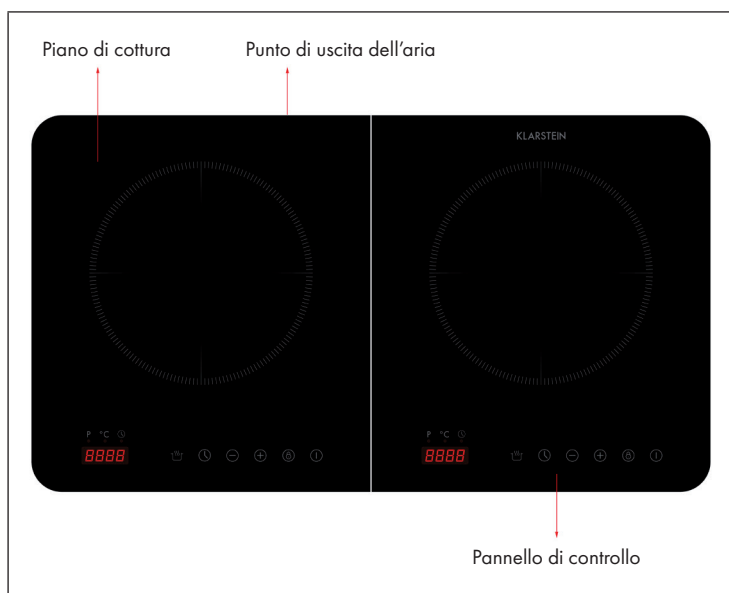 Piano di cottura
Punto di uscita dell'aria
KLARSTEIN
P °C
8888
P °C
8888
Pannello di controllo